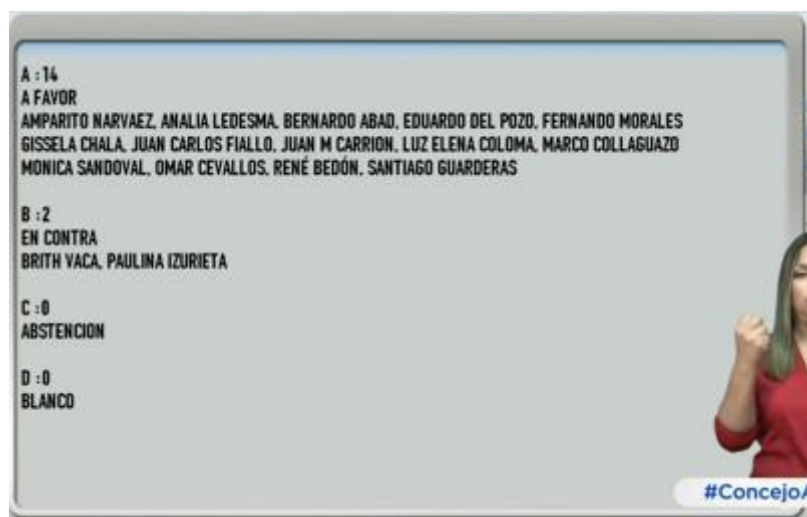 A :14
A FAVOR
AMPARITO NARVAEZ, ANALIA LEDESMA, BERNARDO ABAD, EDUARDO DEL POZO, FERNANDO MORALES
GISSELA CHALA, JUAN CARLOS FIALLO, JUAN M CARRION, LUZ ELENA COLOMA, MARCO COLLAGUAZO
MONICA SANDOVAL, OMAR CEVALLOS, RENÉ BEDÓN, SANTIAGO GUARDERAS
B :2
EN CONTRA
BRITH VACA, PAULINA IZURIETA
C :0
ABSTENCION
D :0
BLANCO
#ConcejoA